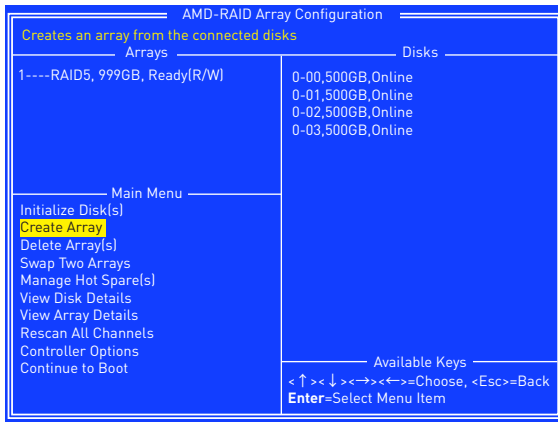 AMD-RAID Array Configuration
Creates an array from the connected disks
Arrays
1----RAID5, 999GB, Ready(R/W)
Disks
0-00,500GB,Online
0-01,500GB,Online
0-02,500GB,Online
0-03,500GB,Online
Main Menu
Initialize Disk(s)
Create Array
Delete Array(s)
Swap Two Arrays
Manage Hot Spare(s)
View Disk Details
View Array Details
Rescan All Channels
Controller Options
Continue to Boot
Available Keys
<↑><↓><→><←>=Choose, <Esc>=Back
Enter=Select Menu Item